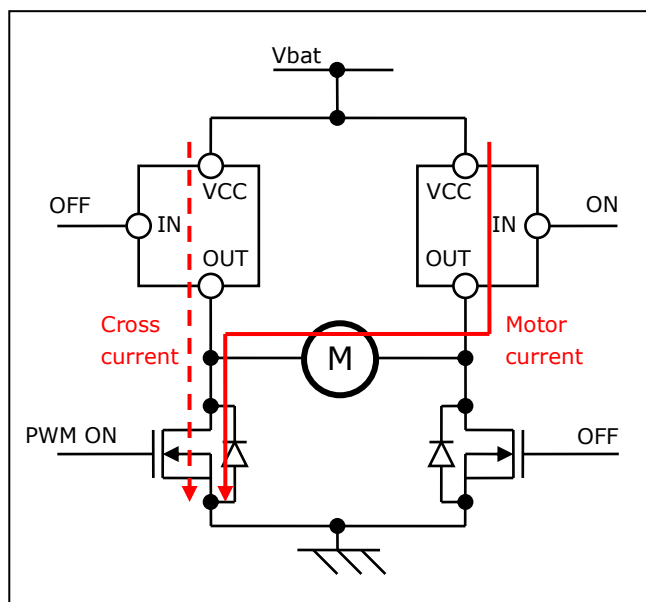 Vbat
VCC
VCC
OFF
IN
IN
ON
OUT
OUT
Cross
current
Motor
current
M
PWM ON
OFF